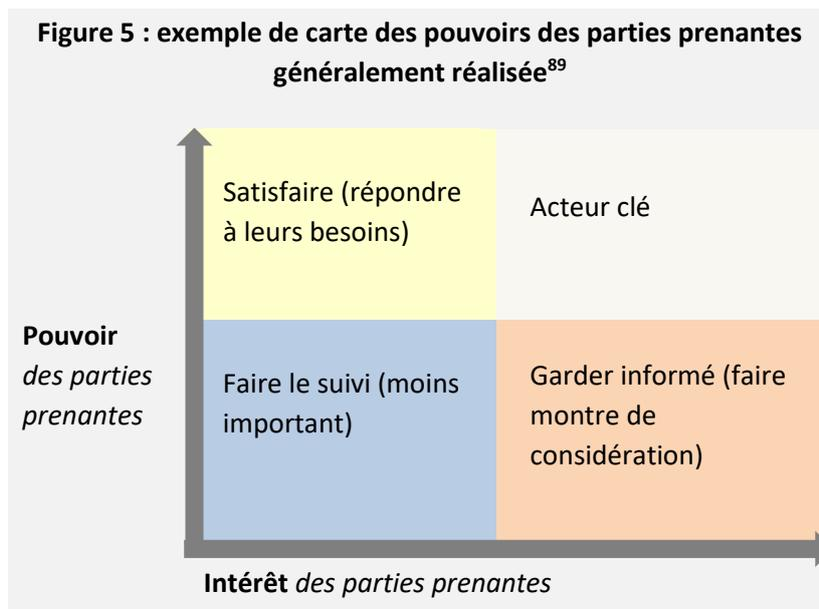 Figure 5 : exemple de carte des pouvoirs des parties prenantes
généralement réalisée89
Satisfaire (répondre
à leurs besoins)
Acteur clé
Pouvoir
des parties
prenantes
Faire le suivi (moins
important)
Garder informé (faire
montre de
considération)
Intérêt des parties prenantes